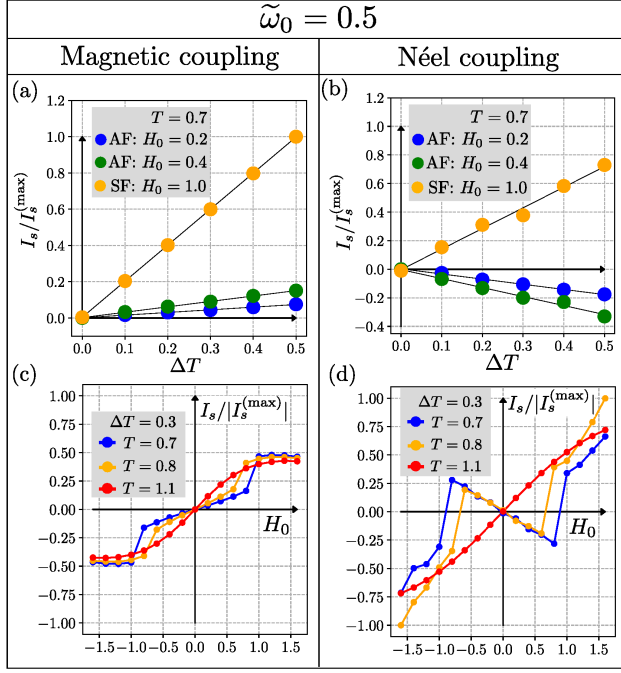 ω̃₀ = 0.5
Magnetic coupling
Néel coupling
(a)
I_s/I_s^(max)
1.2
1.0
0.8
0.6
0.4
0.2
0.0
T = 0.7
AF: H₀ = 0.2
AF: H₀ = 0.4
SF: H₀ = 1.0
0.0 0.1 0.2 0.3 0.4 0.5
ΔT
(b)
I_s/I_s^(max)
1.2
1.0
0.8
0.6
0.4
0.2
0.0
−0.2
−0.4
T = 0.7
AF: H₀ = 0.2
AF: H₀ = 0.4
SF: H₀ = 1.0
0.0 0.1 0.2 0.3 0.4 0.5
ΔT
(c)
1.00
0.75
0.50
0.25
0.00
−0.25
−0.50
−0.75
−1.00
I_s/|I_s^(max)|
ΔT = 0.3
T = 0.7
T = 0.8
T = 1.1
H₀
−1.5 −1.0 −0.5 0.0 0.5 1.0 1.5
(d)
1.00
0.75
0.50
0.25
0.00
−0.25
−0.50
−0.75
−1.00
I_s/|I_s^(max)|
ΔT = 0.3
T = 0.7
T = 0.8
T = 1.1
H₀
−1.5 −1.0 −0.5 0.0 0.5 1.0 1.5